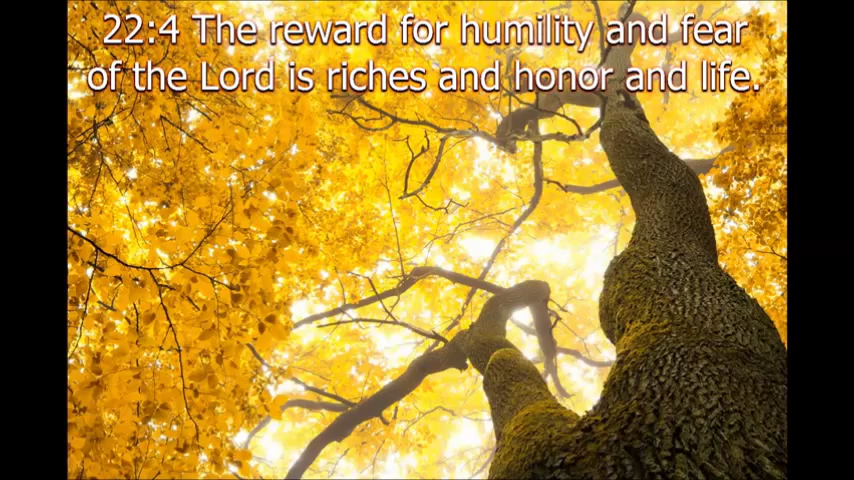 22:4 The reward for humility and fear
of the Lord is riches and honor and life.